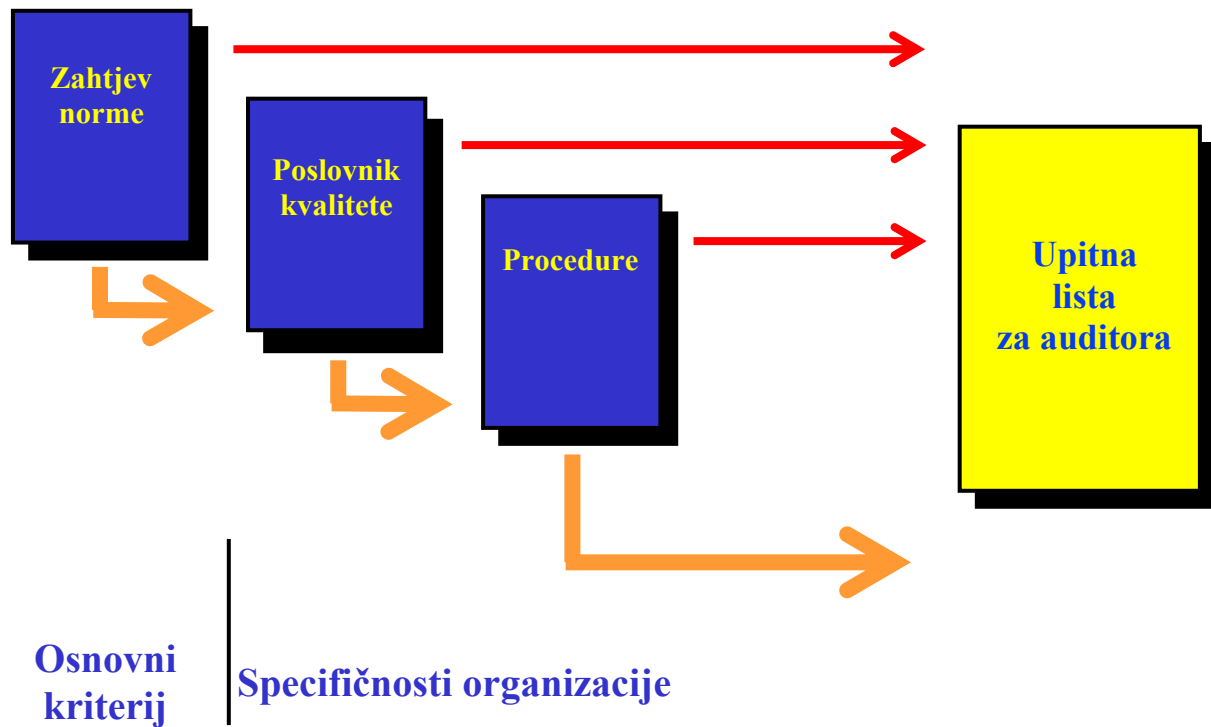 Zahtjev
norme
Poslovnik
kvalitete
Procedure
Upitna
lista
za auditora
Osnovni
kriterij
Specifičnosti organizacije